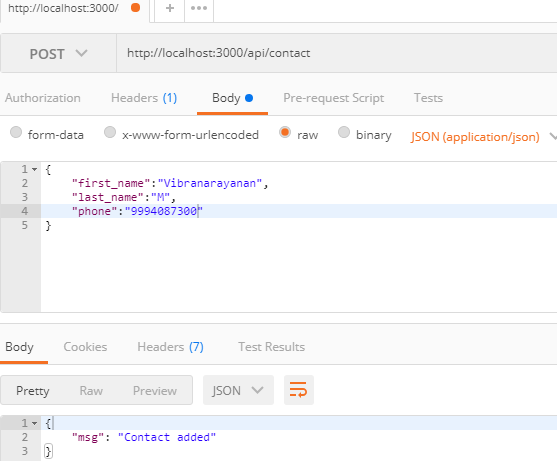 http://localhost:3000/
+
•••
POST http://localhost:3000/api/contact
Authorization Headers (1) Body Pre-request Script Tests
form-data x-www-form-urlencoded raw binary JSON (application/json)
1 {
2 "first_name":"Vibranarayanan",
3 "last_name":"M",
4 "phone":"9994087300"
5 }
Body Cookies Headers (7) Test Results
Pretty Raw Preview JSON
1 {
2 "msg": "Contact added"
3 }